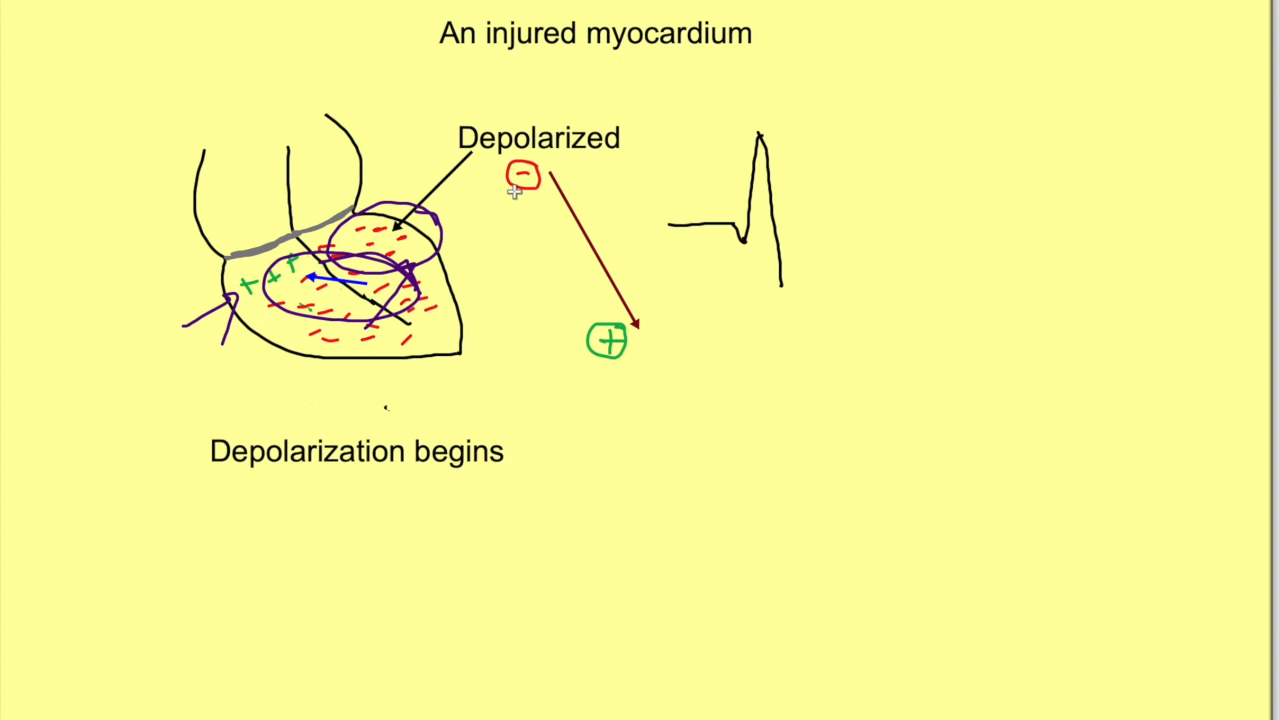 An injured myocardium
Depolarized
-
+ + +
+
Depolarization begins